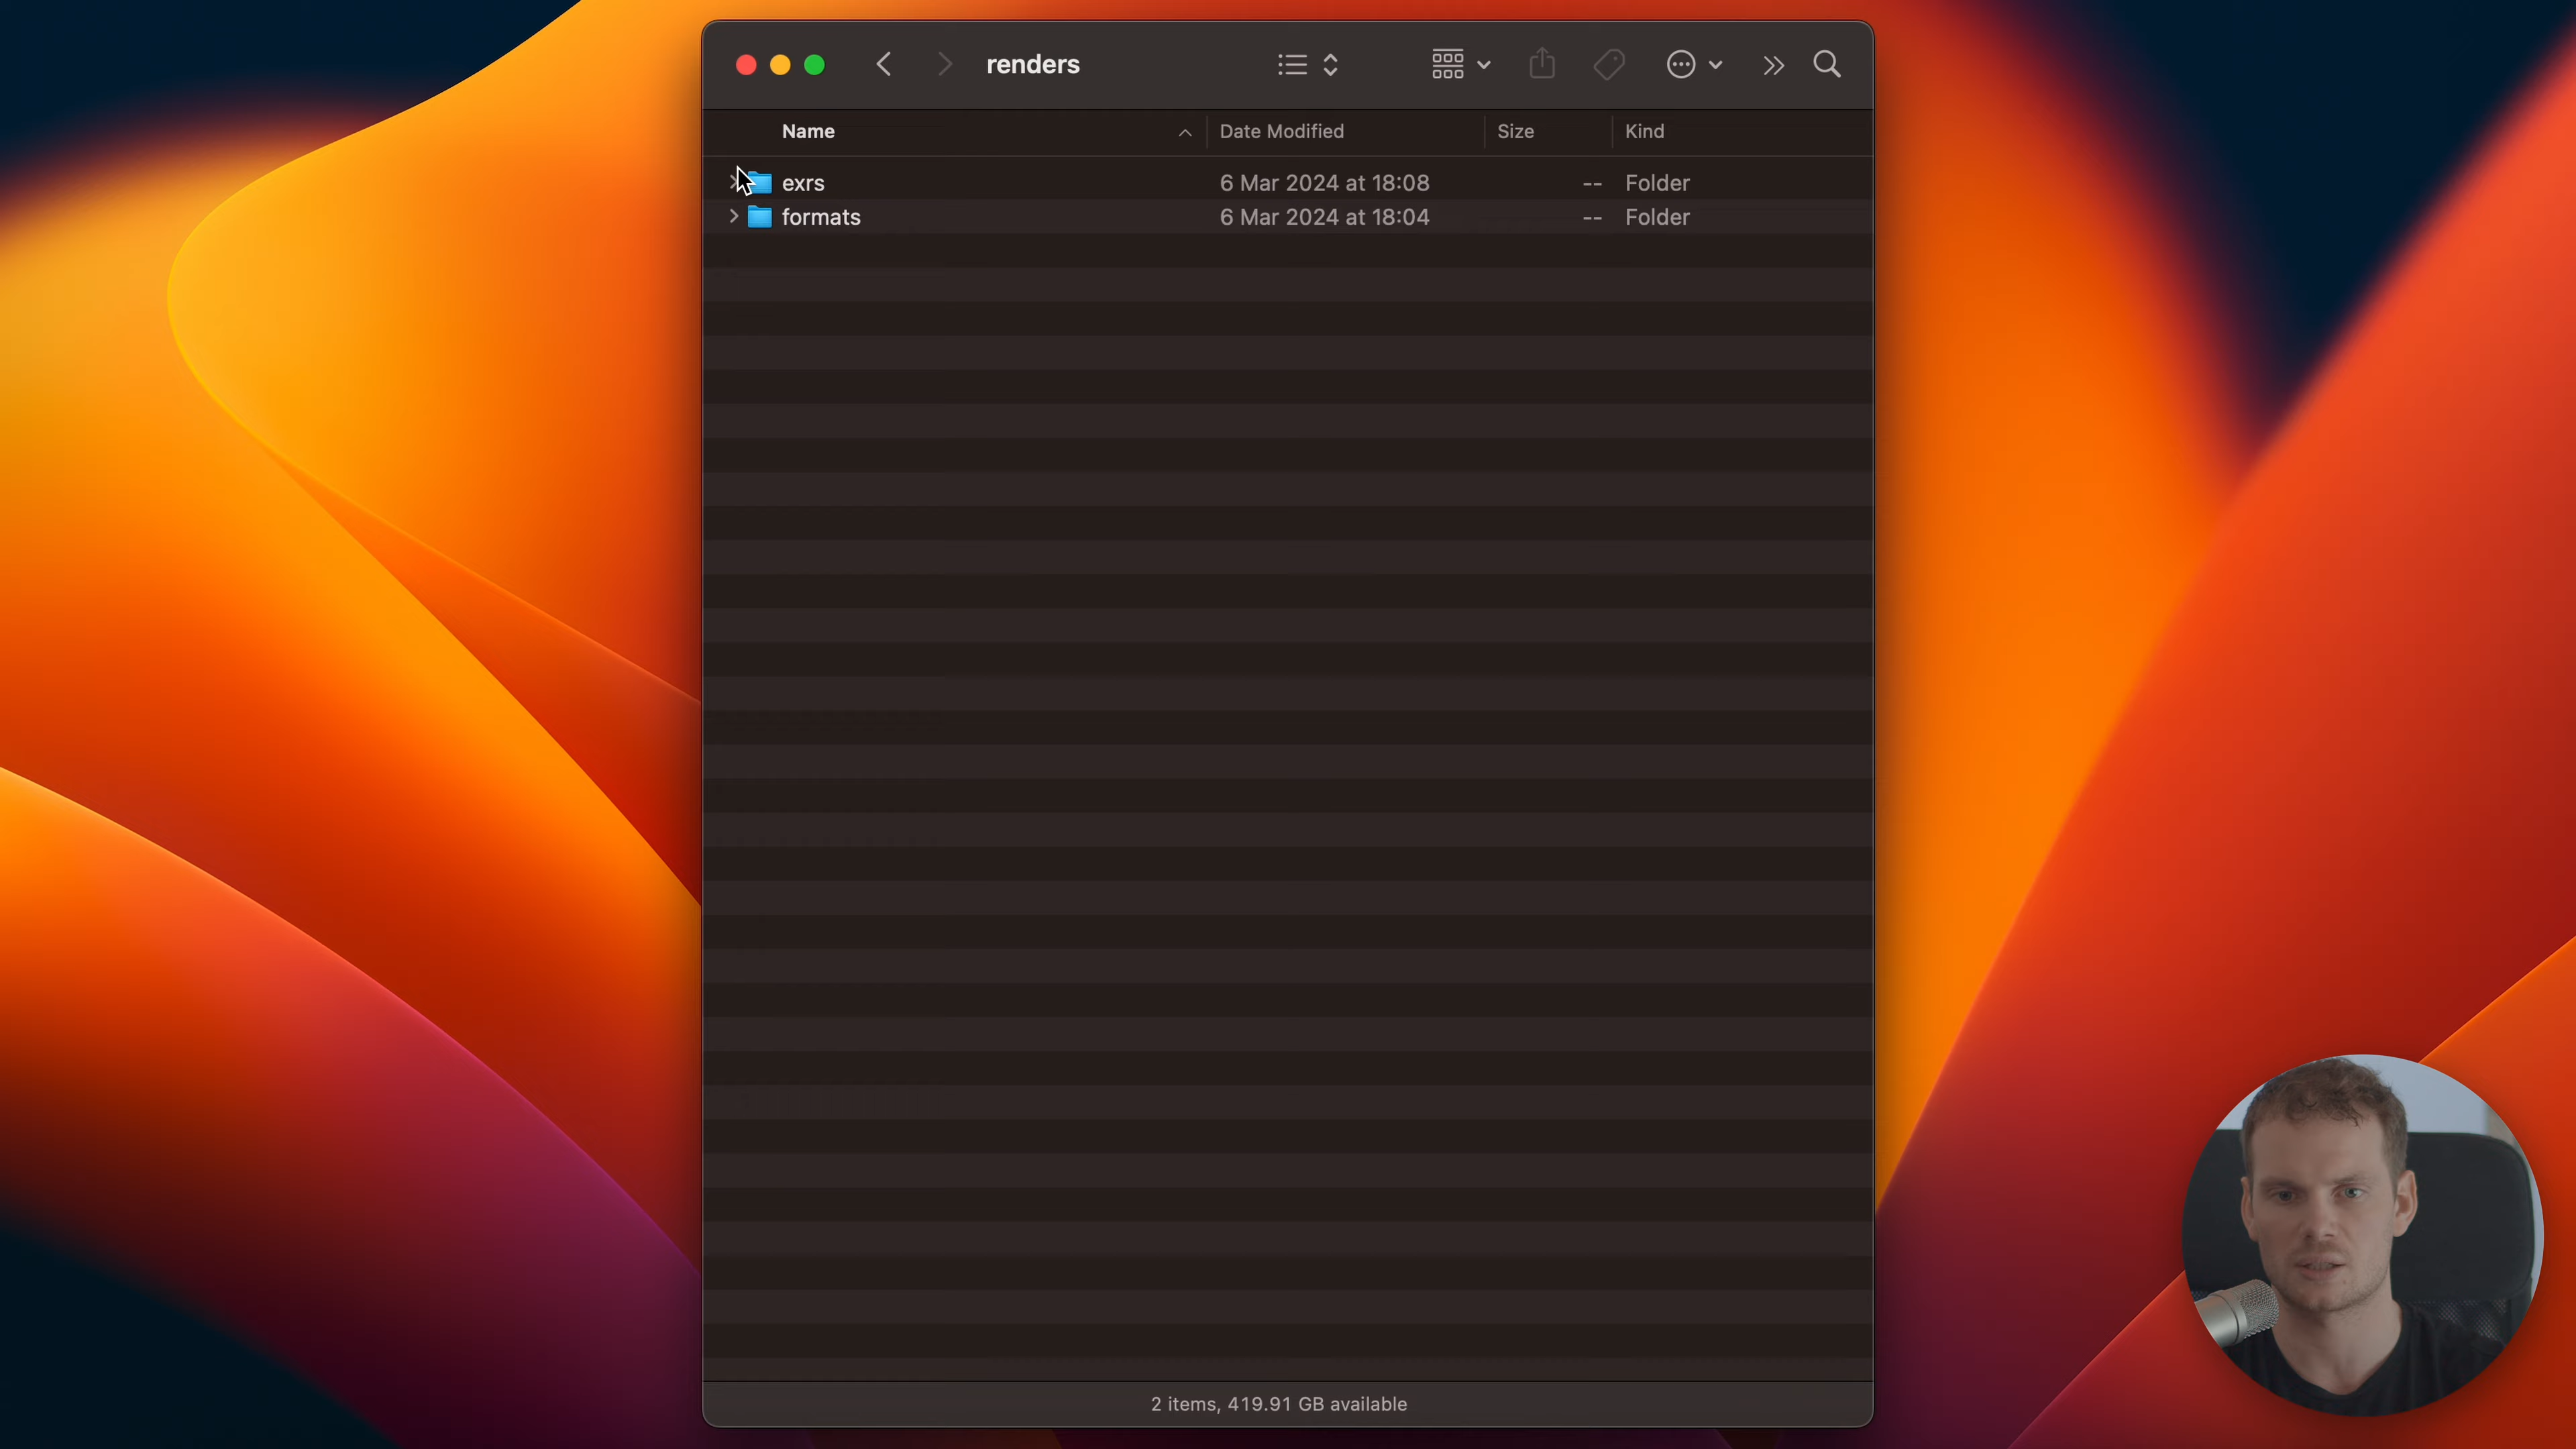 renders
Name Date Modified Size Kind
exrs 6 Mar 2024 at 18:08 -- Folder
formats 6 Mar 2024 at 18:04 -- Folder
2 items, 419.91 GB available